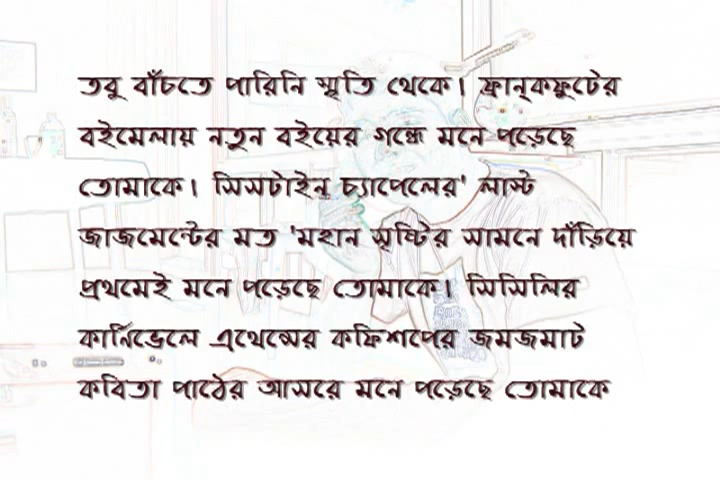 তবু বাঁচতে পারিনি স্মৃতি থেকে। ফ্রান্‌কফুর্টের
বইমেলায় নতুন বইয়ের গন্ধে মনে পড়েছে
তোমাকে। সিসটাইন চ্যাপেলের' লাস্ট
জাজমেন্টের মত 'মহান সৃষ্টির সামনে দাঁড়িয়ে
প্রথমেই মনে পড়েছে তোমাকে। সিসিলির
কার্নিভেলে এথেন্সের কফিশপের জমজমাট
কবিতা পাঠের আসরে মনে পড়েছে তোমাকে